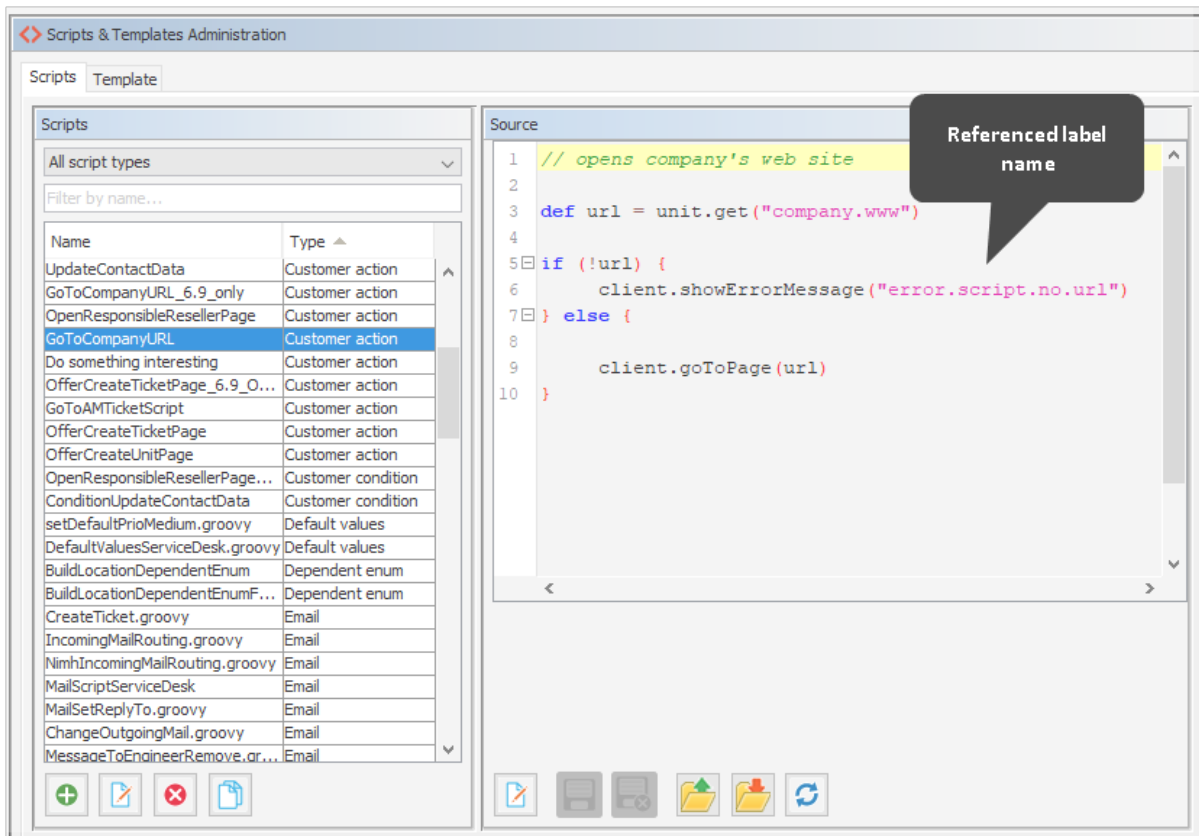 Scripts & Templates Administration
Scripts Template
Scripts
All script types
Filter by name...
Name Type
UpdateContactData Customer action
GoToCompanyURL_6.9_only Customer action
OpenResponsibleResellerPage Customer action
GoToCompanyURL Customer action
Do something interesting Customer action
OfferCreateTicketPage_6.9_O... Customer action
GoToAMTicketScript Customer action
OfferCreateTicketPage Customer action
OfferCreateUnitPage Customer action
OpenResponsibleResellerPage... Customer condition
ConditionUpdateContactData Customer condition
setDefaultPrioMedium.groovy Default values
DefaultValuesServiceDesk.groovy Default values
BuildLocationDependentEnum Dependent enum
BuildLocationDependentEnumF... Dependent enum
CreateTicket.groovy Email
IncomingMailRouting.groovy Email
NimhIncomingMailRouting.groovy Email
MailScriptServiceDesk Email
MailSetReplyTo.groovy Email
ChangeOutgoingMail.groovy Email
MessageToEngineerRemove.gr... Email
Source
Referenced label
name
1 // opens company's web site
2
3 def url = unit.get("company.www")
4
5 if (!url) {
6 client.showErrorMessage("error.script.no.url")
7 } else {
8
9 client.goToPage(url)
10 }